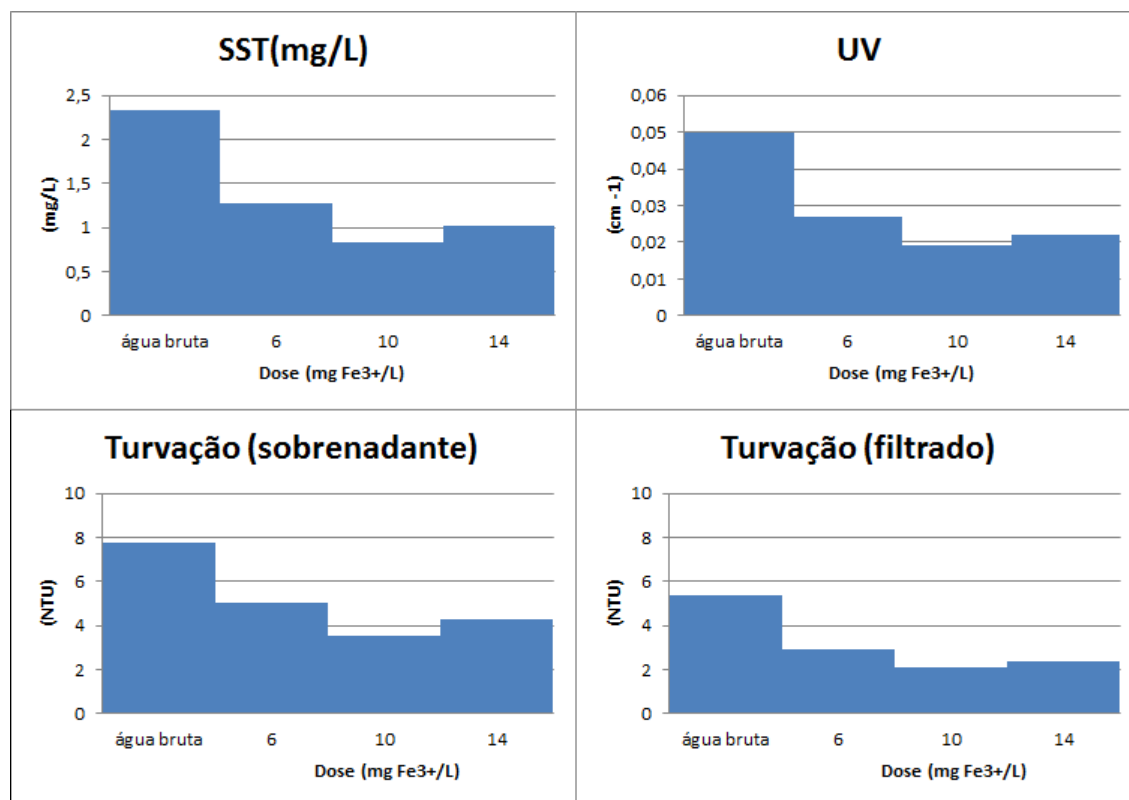 SST(mg/L)
2,5
2
1,5
1
0,5
0
(mg/L)
água bruta 6 10 14
Dose (mg Fe3+/L)
UV
0,06
0,05
0,04
0,03
0,02
0,01
0
(cm -1)
água bruta 6 10 14
Dose (mg Fe3+/L)
Turvação (sobrenadante)
10
8
6
4
2
0
(NTU)
água bruta 6 10 14
Dose (mg Fe3+/L)
Turvação (filtrado)
10
8
6
4
2
0
(NTU)
água bruta 6 10 14
Dose (mg Fe3+/L)